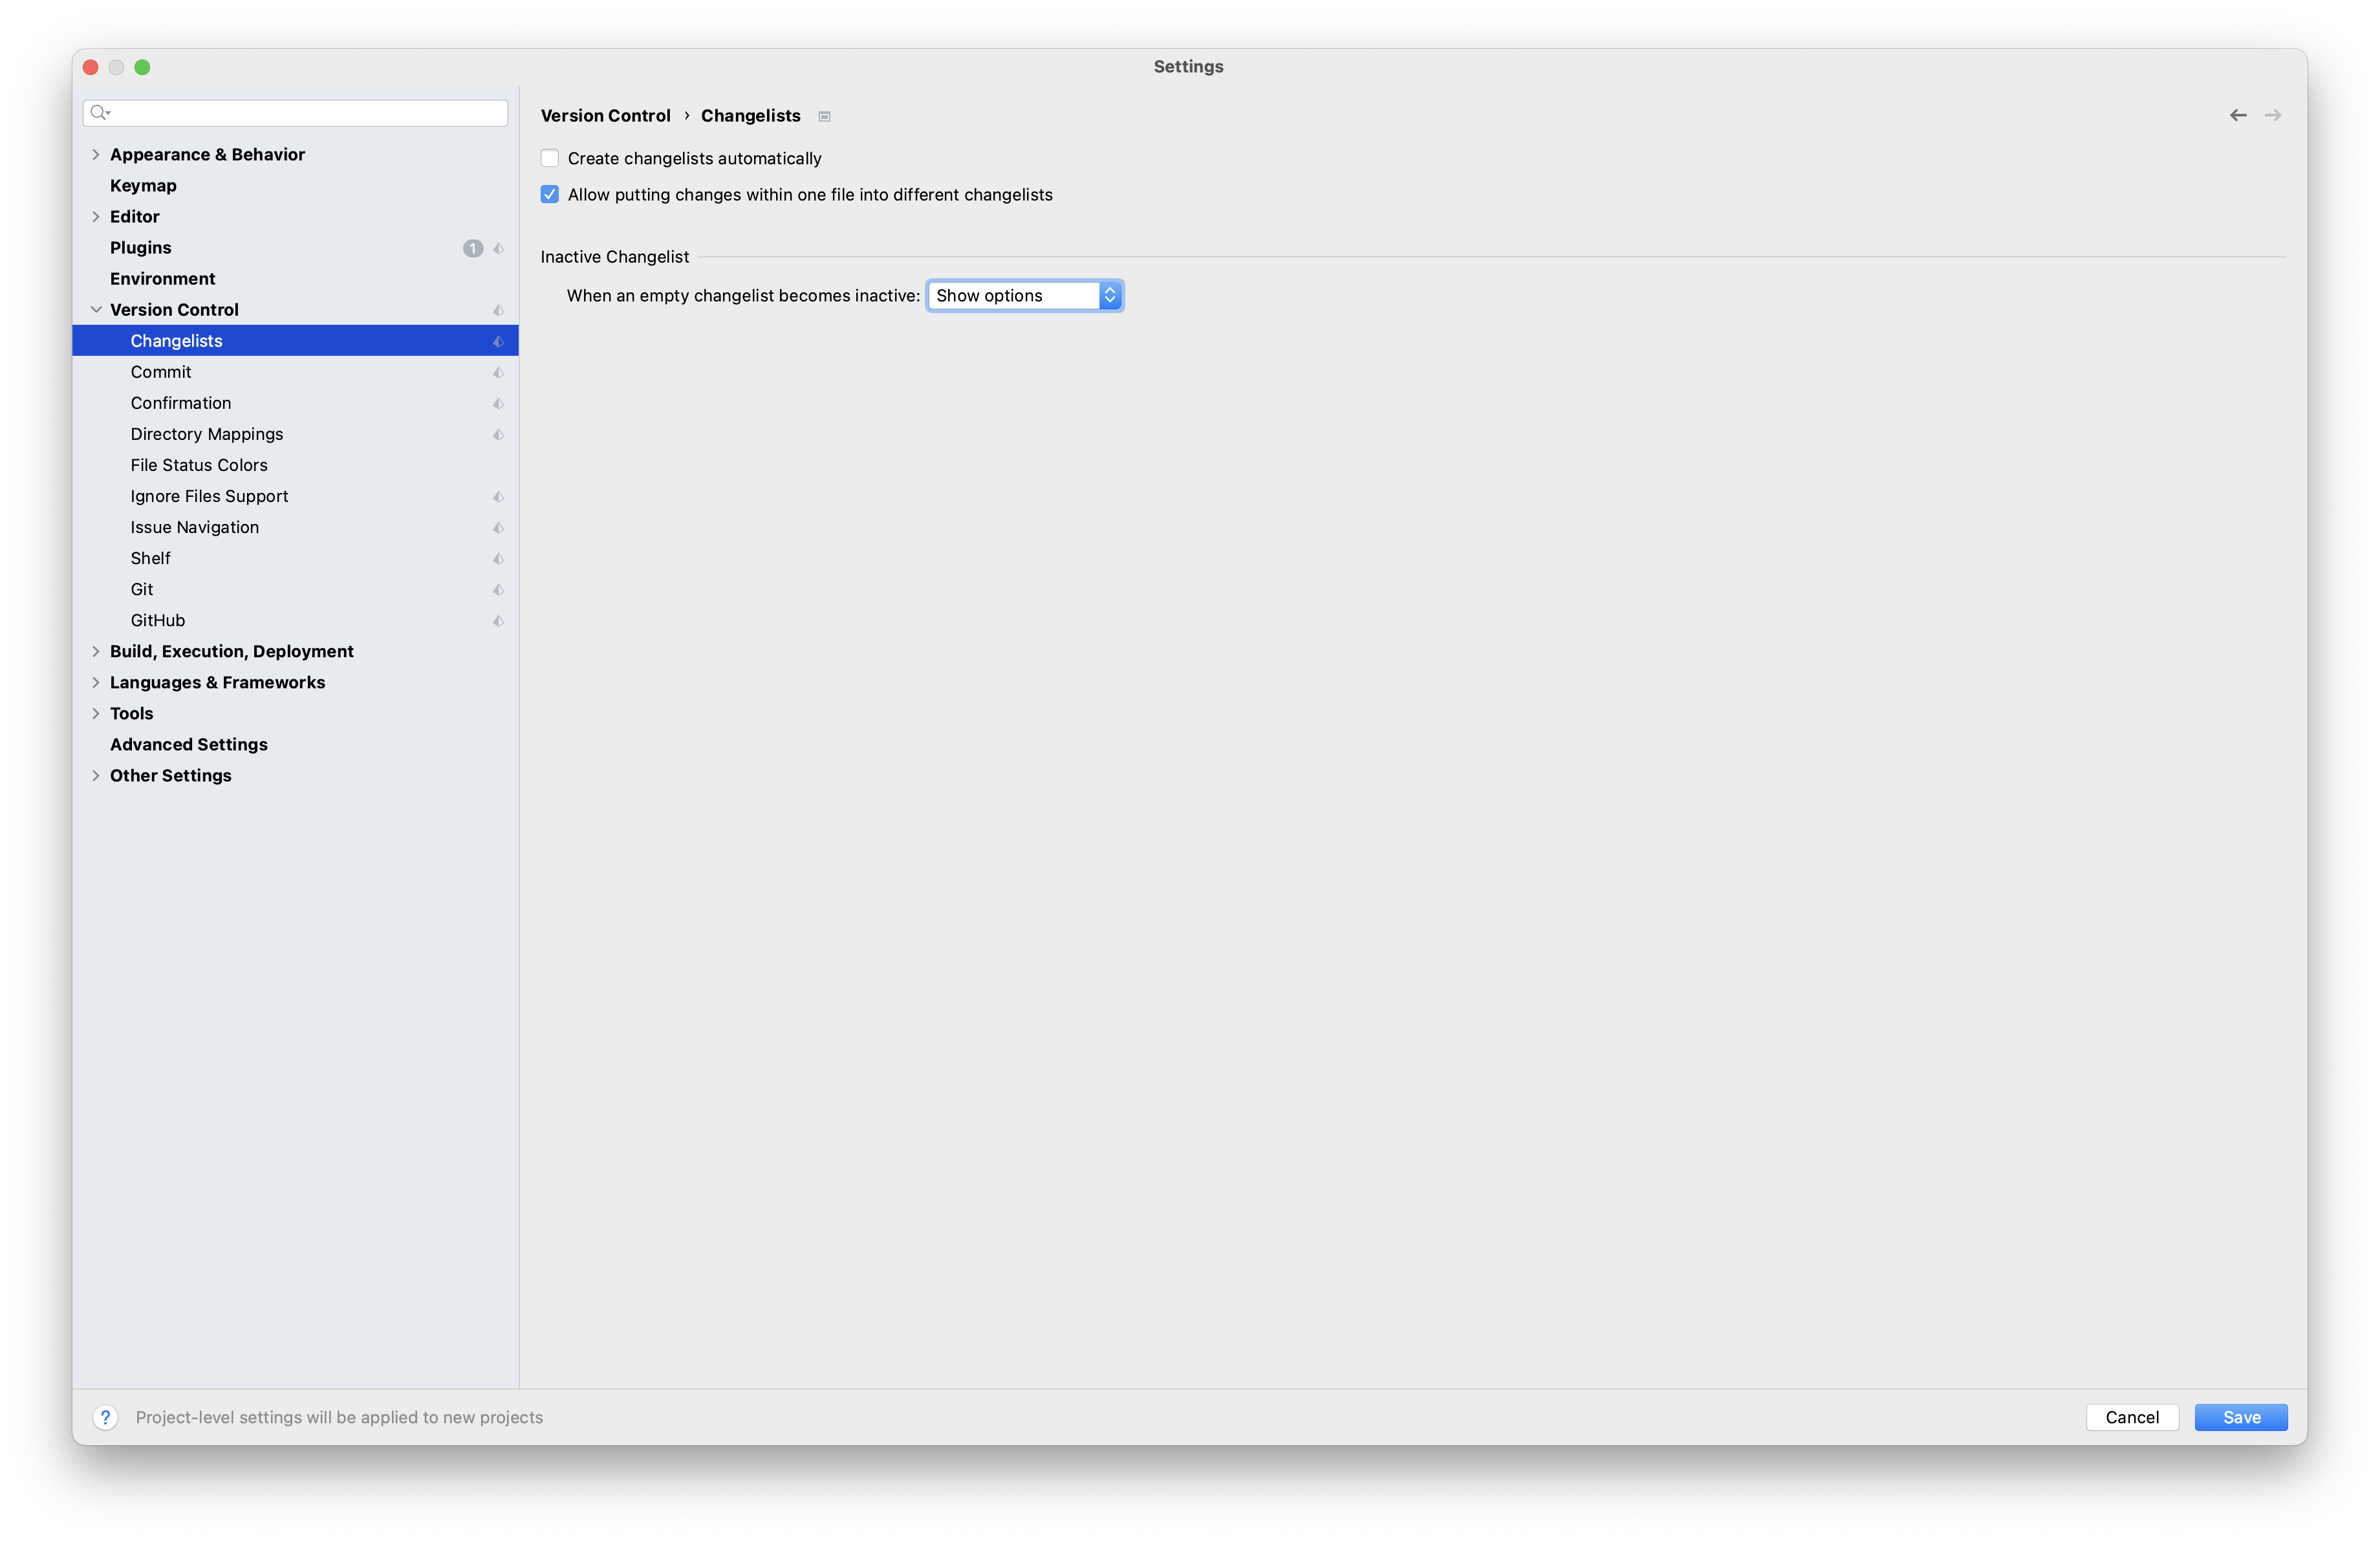 Settings
Appearance & Behavior
Keymap
Editor
Plugins 1
Environment
Version Control
Changelists
Commit
Confirmation
Directory Mappings
File Status Colors
Ignore Files Support
Issue Navigation
Shelf
Git
GitHub
Build, Execution, Deployment
Languages & Frameworks
Tools
Advanced Settings
Other Settings
Version Control › Changelists
Create changelists automatically
Allow putting changes within one file into different changelists
Inactive Changelist
When an empty changelist becomes inactive: Show options
? Project-level settings will be applied to new projects
Cancel Save